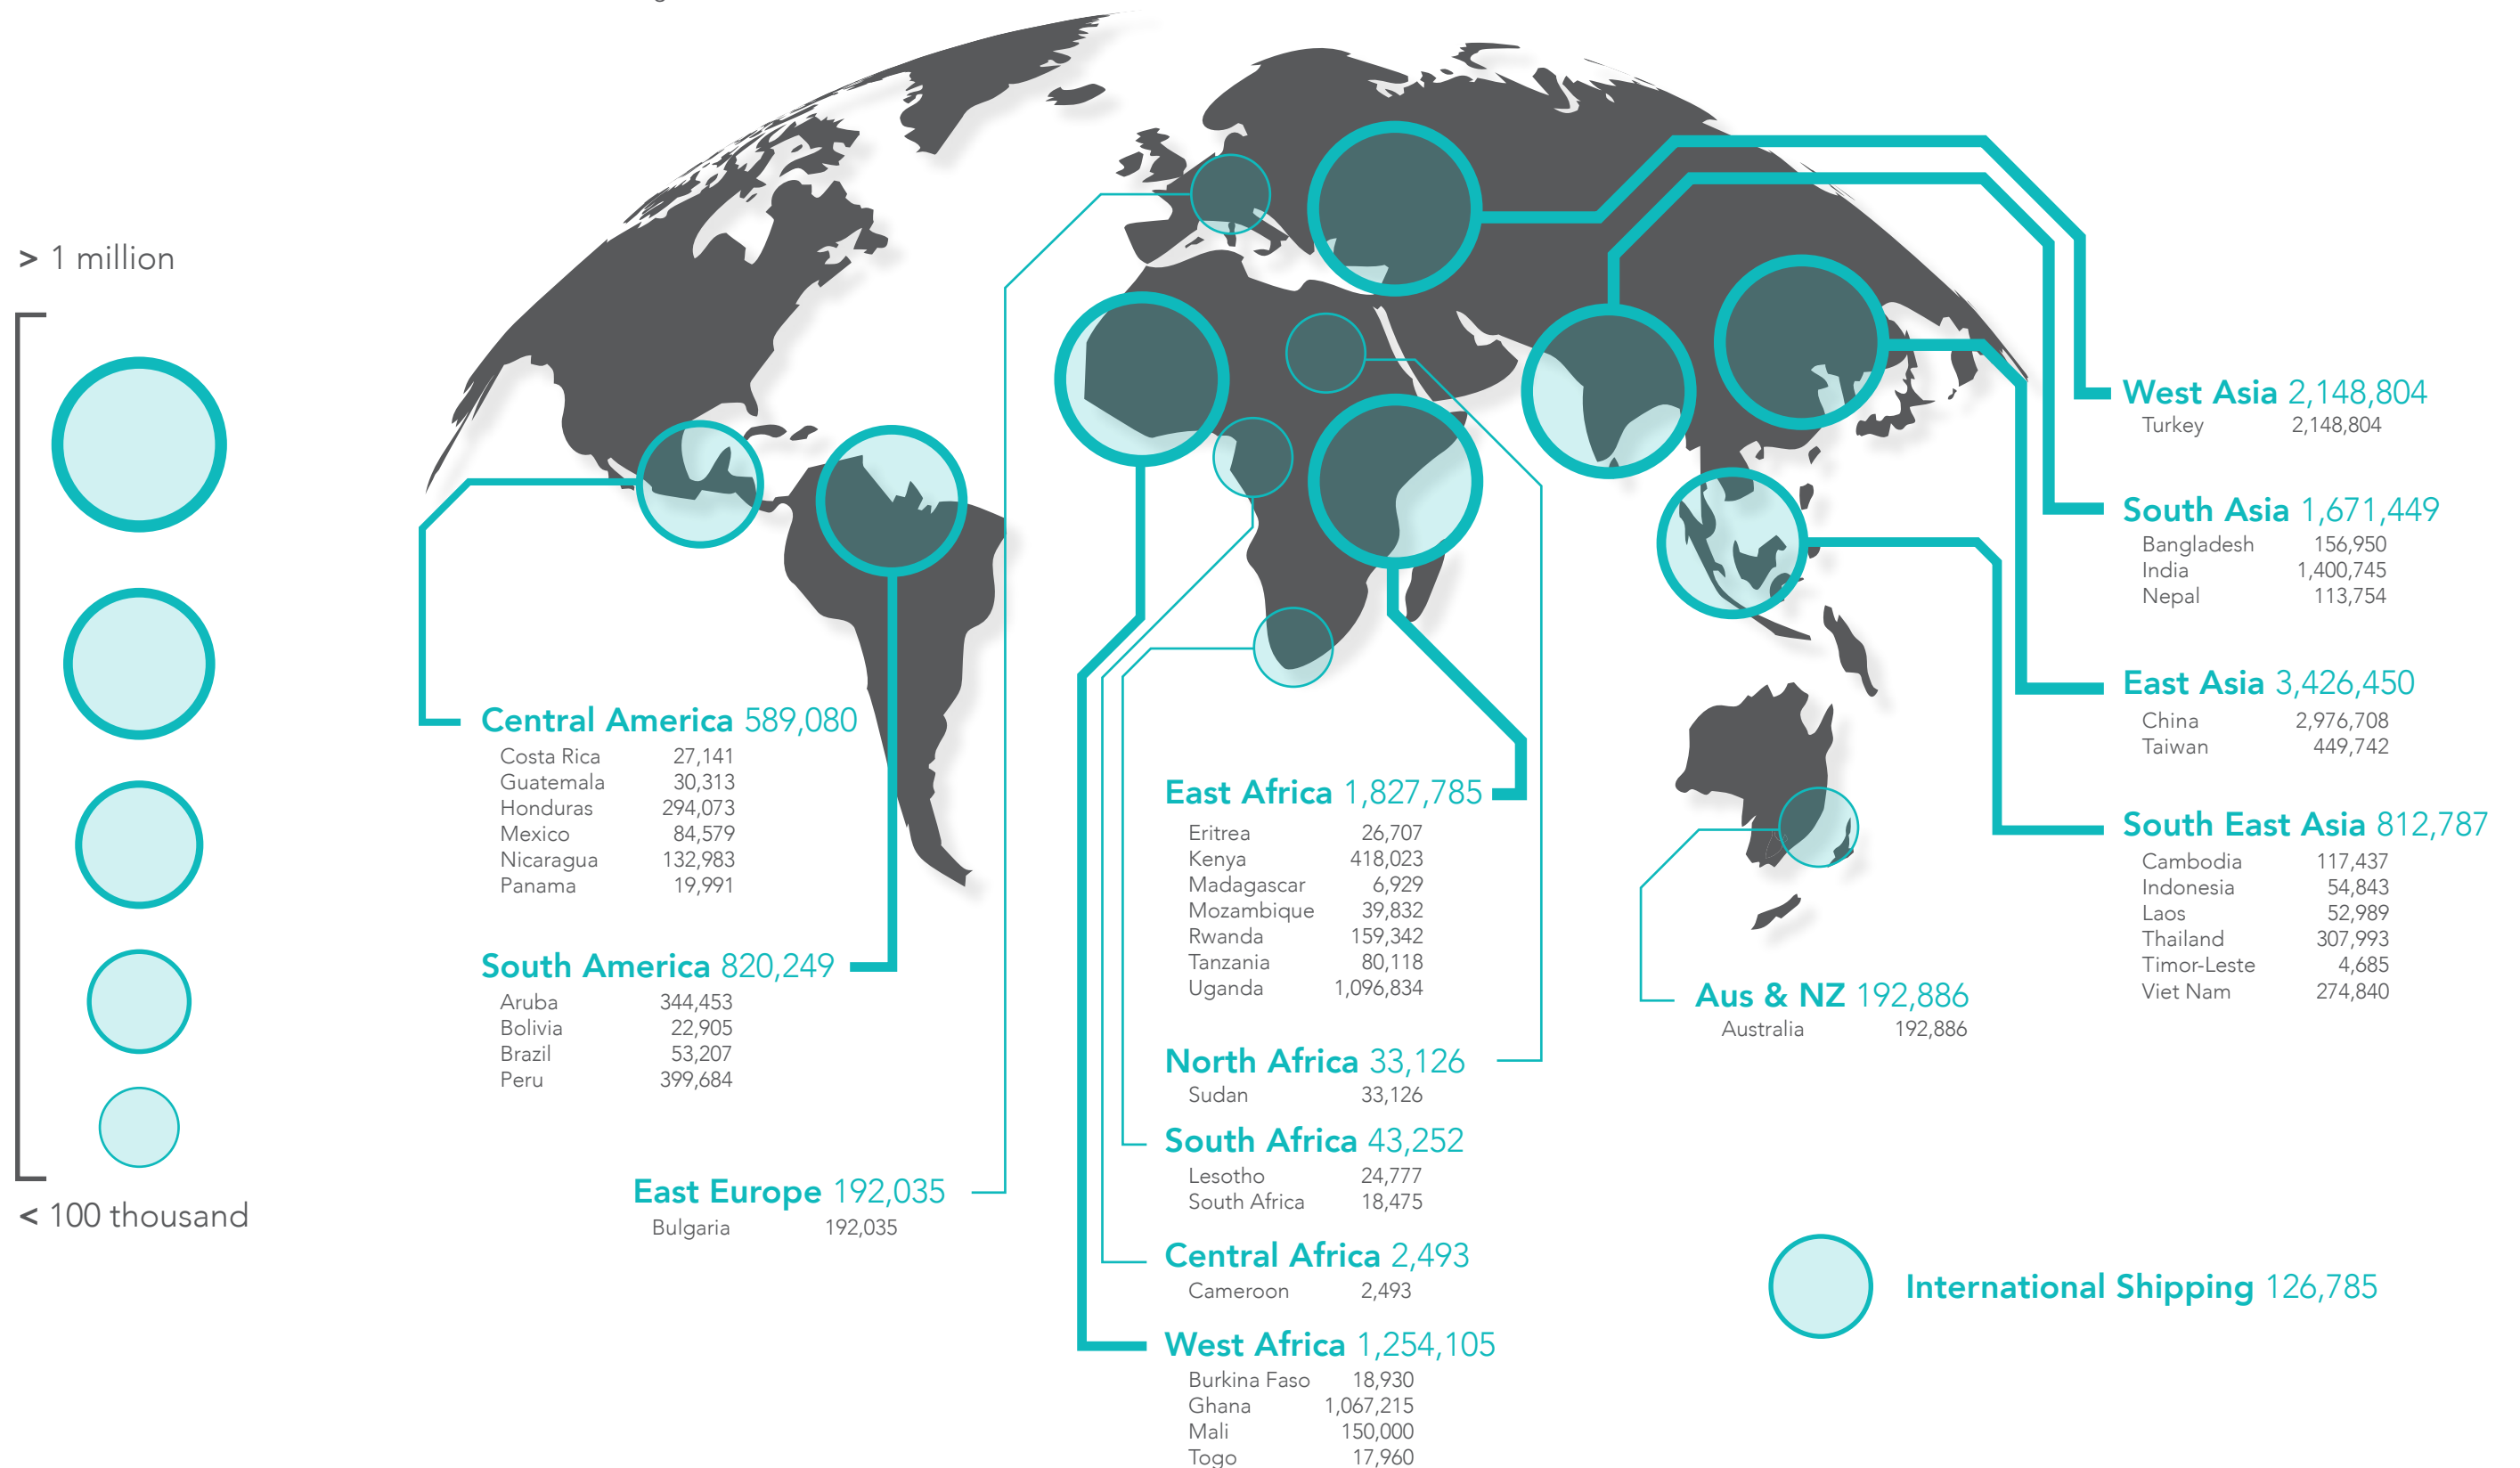 > 1 million
< 100 thousand
Central America 589,080
Costa Rica 27,141
Guatemala 30,313
Honduras 294,073
Mexico 84,579
Nicaragua 132,983
Panama 19,991
South America 820,249
Aruba 344,453
Bolivia 22,905
Brazil 53,207
Peru 399,684
East Europe 192,035
Bulgaria 192,035
East Africa 1,827,785
Eritrea 26,707
Kenya 418,023
Madagascar 6,929
Mozambique 39,832
Rwanda 159,342
Tanzania 80,118
Uganda 1,096,834
North Africa 33,126
Sudan 33,126
South Africa 43,252
Lesotho 24,777
South Africa 18,475
Central Africa 2,493
Cameroon 2,493
West Africa 1,254,105
Burkina Faso 18,930
Ghana 1,067,215
Mali 150,000
Togo 17,960
West Asia 2,148,804
Turkey 2,148,804
South Asia 1,671,449
Bangladesh 156,950
India 1,400,745
Nepal 113,754
East Asia 3,426,450
China 2,976,708
Taiwan 449,742
South East Asia 812,787
Cambodia 117,437
Indonesia 54,843
Laos 52,989
Thailand 307,993
Timor-Leste 4,685
Viet Nam 274,840
Aus & NZ 192,886
Australia 192,886
International Shipping 126,785